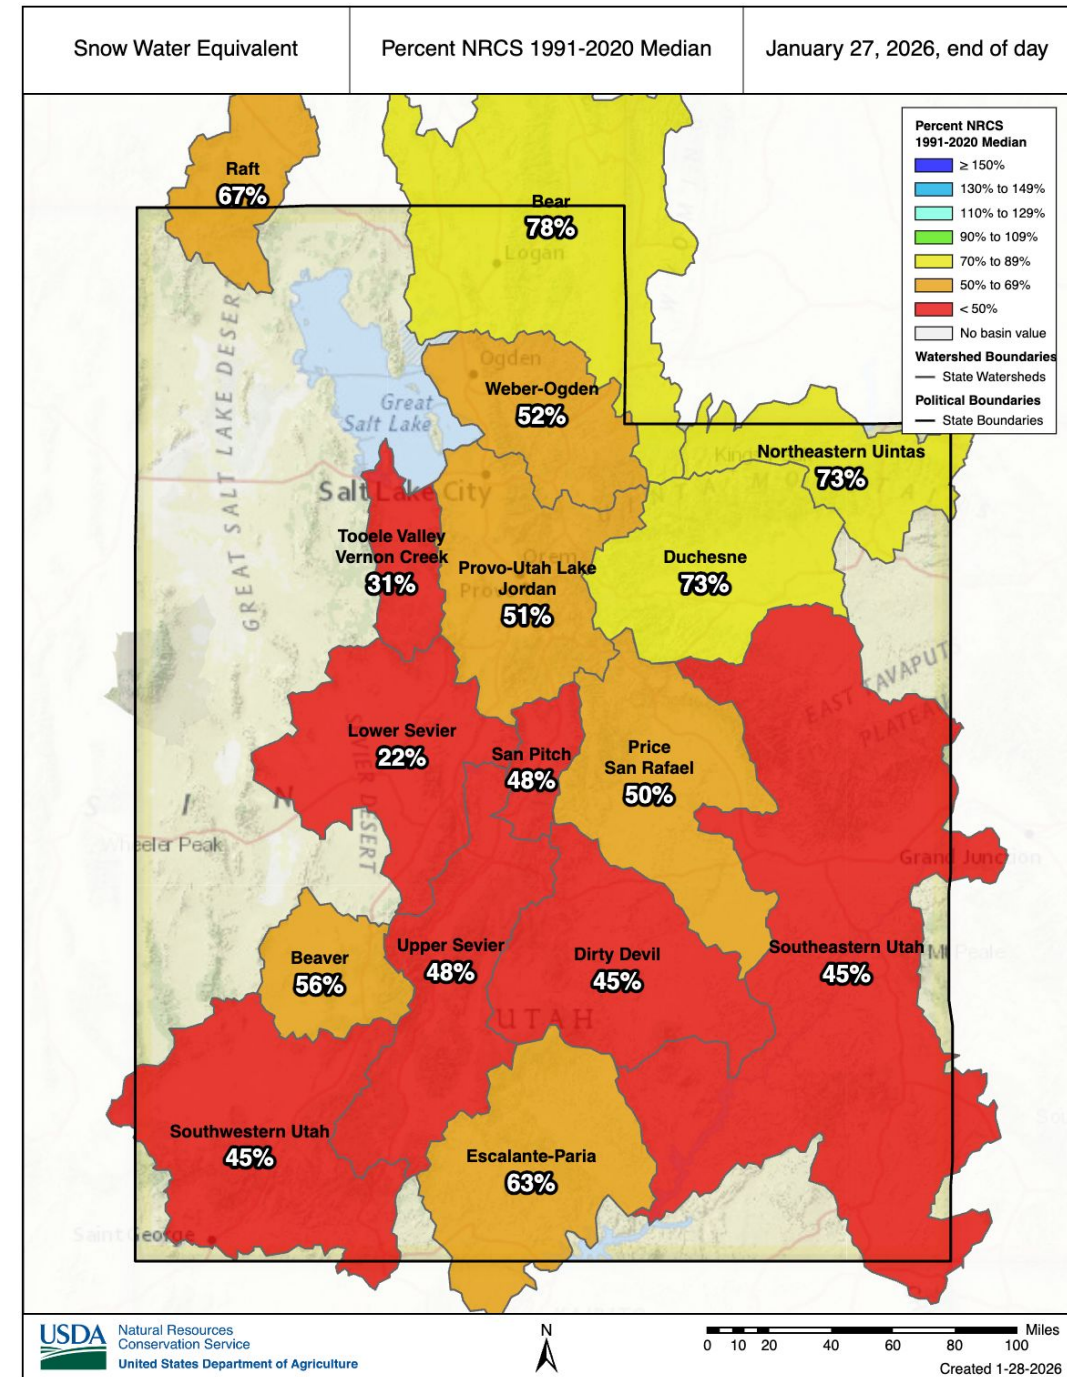 Snow Water Equivalent
Percent NRCS 1991-2020 Median
January 27, 2026, end of day
Percent NRCS
1991-2020 Median
≥ 150%
130% to 149%
110% to 129%
90% to 109%
70% to 89%
50% to 69%
< 50%
No basin value
Watershed Boundaries
State Watersheds
Political Boundaries
State Boundaries
Raft
67%
Bear
78%
Logan
Ogden
Weber-Ogden
52%
Great
Salt Lake
GREAT SALT LAKE DESERT
Northeastern Uintas
73%
Salt Lake City
Tooele Valley
Vernon Creek
31%
Orem
Provo-Utah Lake
Jordan
51%
Duchesne
73%
EAST TAVAPUT
PLATEAU
Lower Sevier
22%
SEVIER DESERT
San Pitch
48%
Price
San Rafael
50%
Wheeler Peak
Grand Junction
Beaver
56%
Upper Sevier
48%
Dirty Devil
45%
Southeastern Utah
45%
Mt Peale
UTAH
Southwestern Utah
45%
Escalante-Paria
63%
Saint George
USDA
Natural Resources
Conservation Service
United States Department of Agriculture
N
Miles
0 10 20 40 60 80 100
Created 1-28-2026